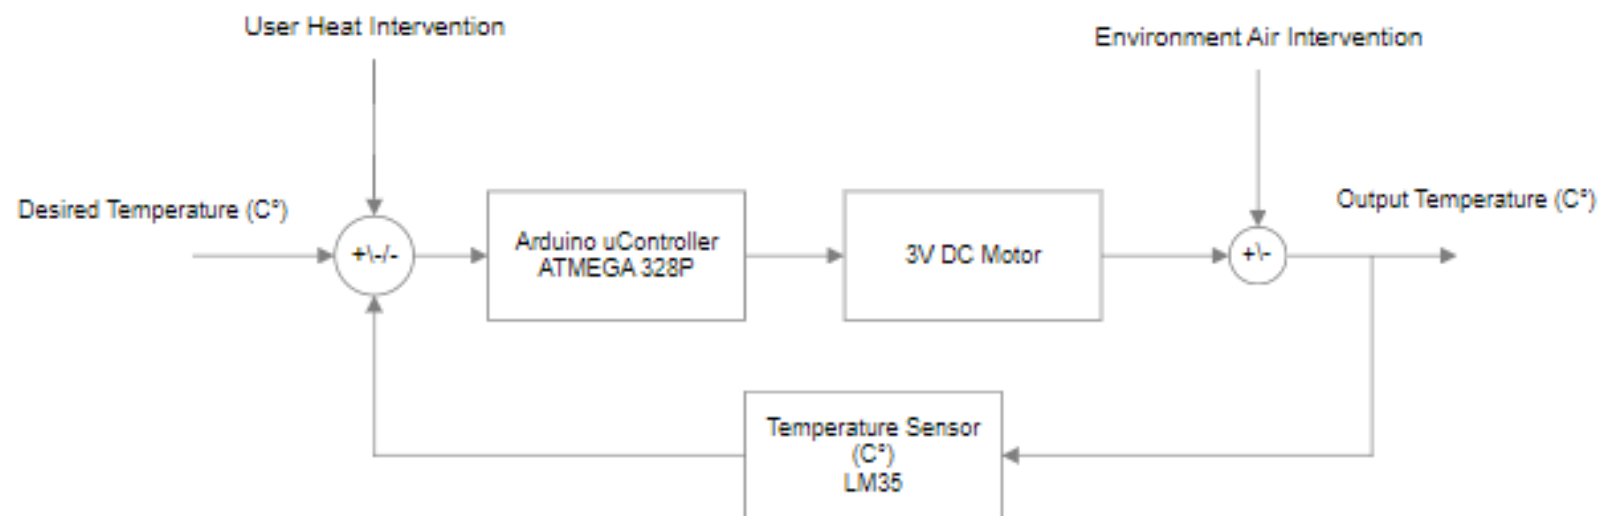 User Heat Intervention
Environment Air Intervention
Desired Temperature (C°)
+\-/-
Arduino uController
ATMEGA 328P
3V DC Motor
+\-
Output Temperature (C°)
Temperature Sensor
(C°)
LM35